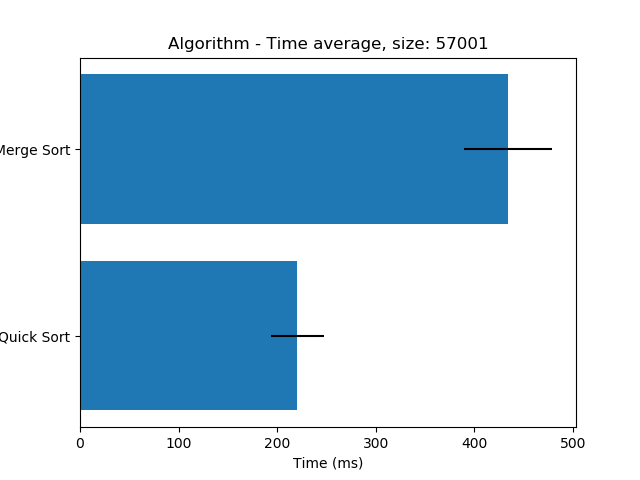 Algorithm - Time average, size: 57001
Merge Sort
Quick Sort
0 100 200 300 400 500
Time (ms)